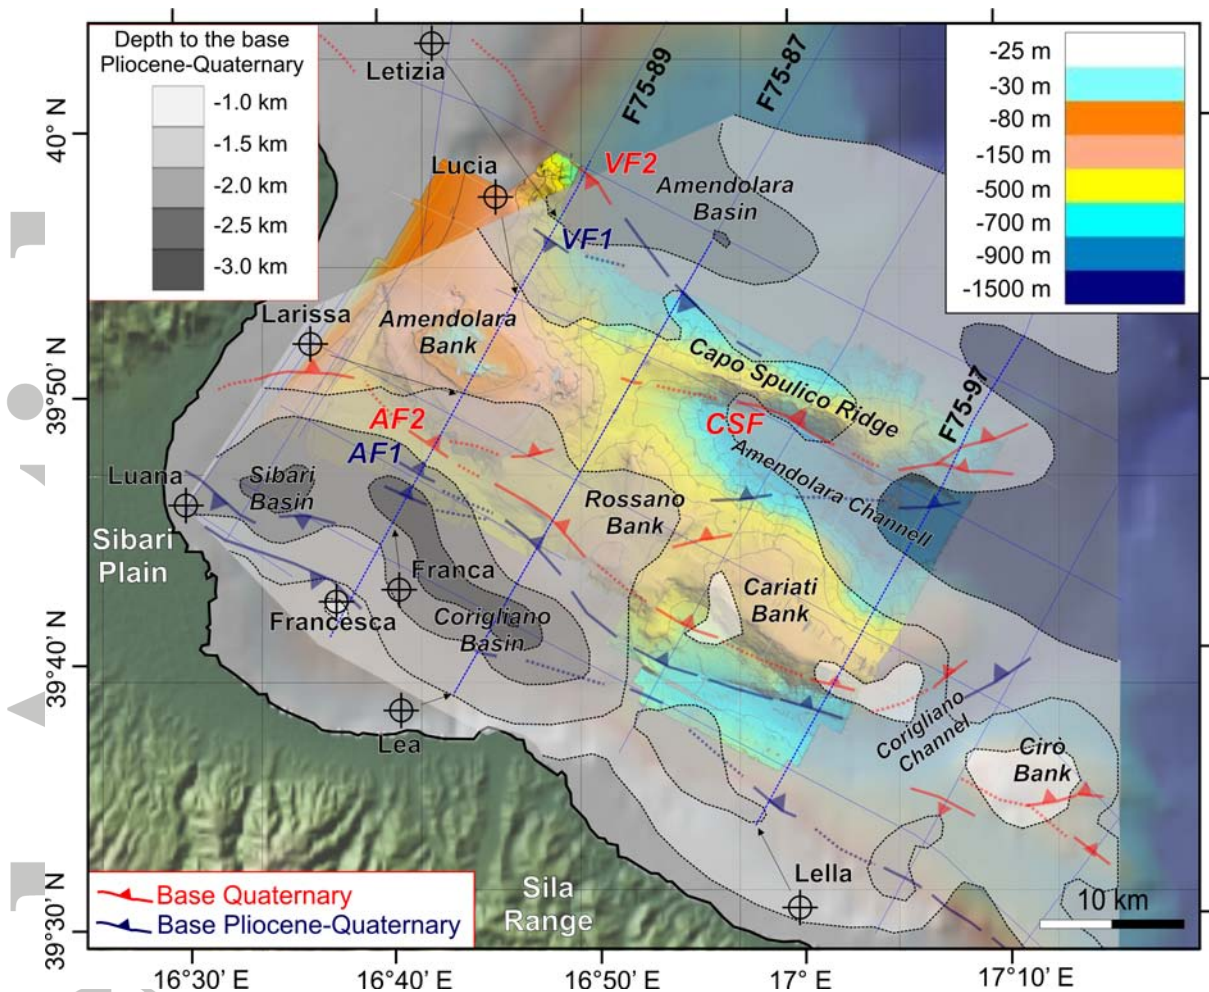 Depth to the base
Pliocene-Quaternary
-1.0 km
-1.5 km
-2.0 km
-2.5 km
-3.0 km
-25 m
-30 m
-80 m
-150 m
-500 m
-700 m
-900 m
-1500 m
Letizia
F75-89
F75-87
Lucia
VF2
Amendolara
Basin
VF1
Larissa
Amendolara
Bank
Capo Spulico Ridge
F75-97
AF2
CSF
AF1
Amendolara Channell
Luana
Sibari
Basin
Rossano
Bank
Sibari
Plain
Franca
Cariati
Bank
Francesca
Corigliano
Basin
Lea
Corigliano
Channel
Cirò
Bank
Lella
Sila
Range
10 km
Base Quaternary
Base Pliocene-Quaternary
40° N
39°50' N
39°40' N
39°30' N
16°30' E
16°40' E
16°50' E
17° E
17°10' E